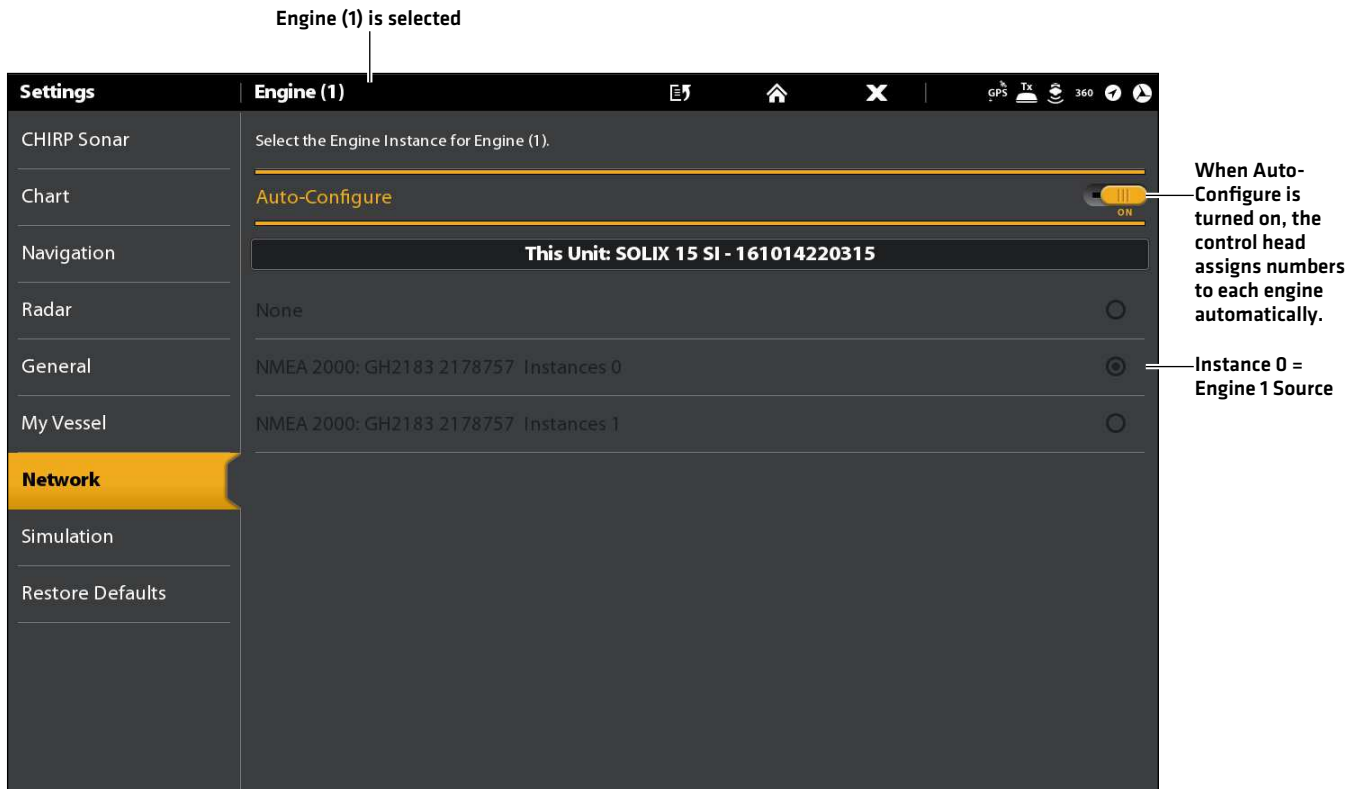 Engine (1) is selected
Settings
Engine (1)
GPS
Tx
360
CHIRP Sonar
Select the Engine Instance for Engine (1).
Chart
Auto-Configure
ON
When Auto-
Configure is
turned on, the
control head
assigns numbers
to each engine
automatically.
Navigation
This Unit: SOLIX 15 SI - 161014220315
Radar
None
General
NMEA 2000: GH2183 2178757 Instances 0
Instance 0 =
Engine 1 Source
My Vessel
NMEA 2000: GH2183 2178757 Instances 1
Network
Simulation
Restore Defaults